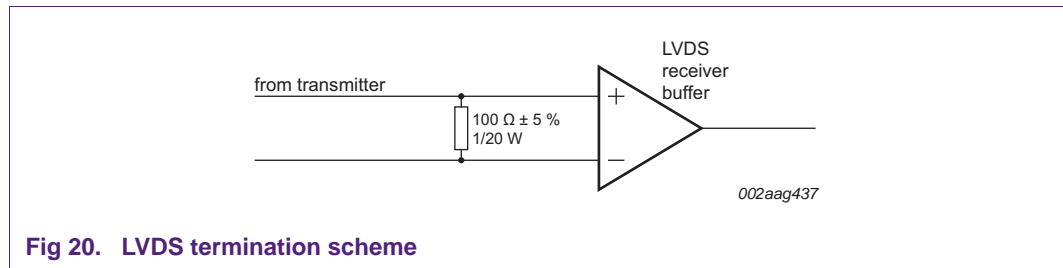 LVDS
receiver
buffer
from transmitter
+
100 Ω ± 5 %
1/20 W
−
002aag437
Fig 20. LVDS termination scheme